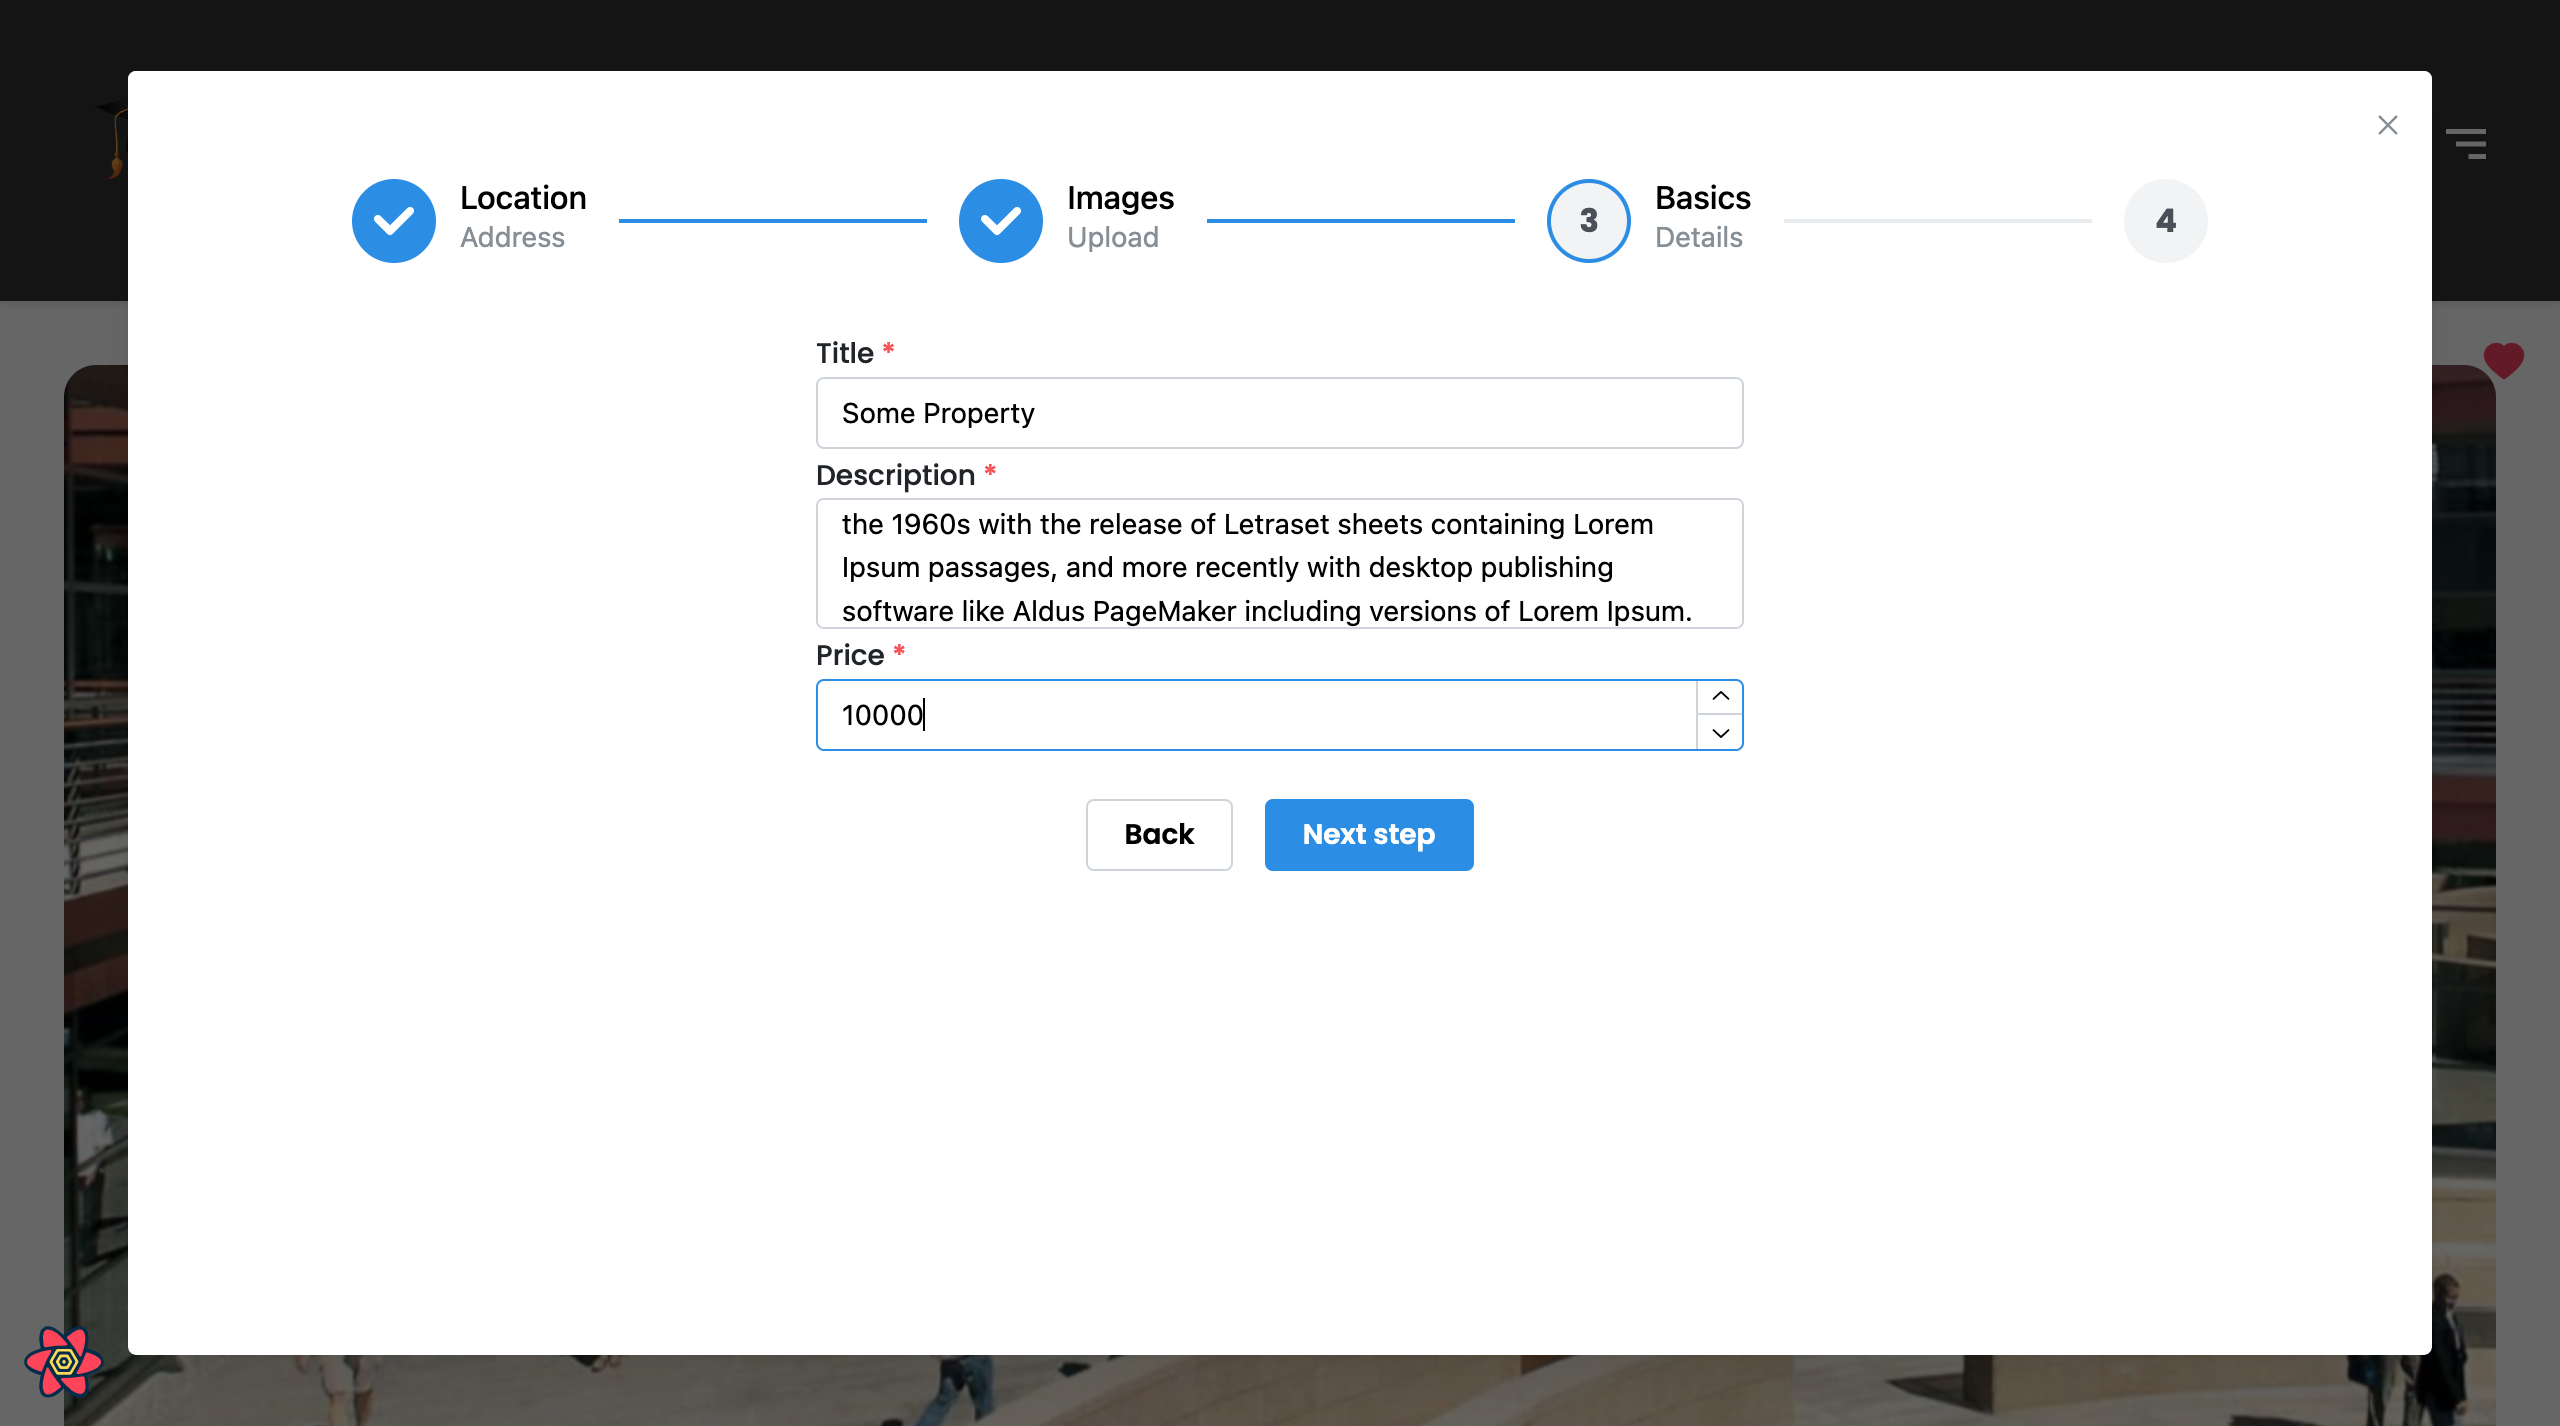 Location
Address
Images
Upload
3
Basics
Details
4
Title *
Some Property
Description *
the 1960s with the release of Letraset sheets containing Lorem
Ipsum passages, and more recently with desktop publishing
software like Aldus PageMaker including versions of Lorem Ipsum.
Price *
10000
Back
Next step